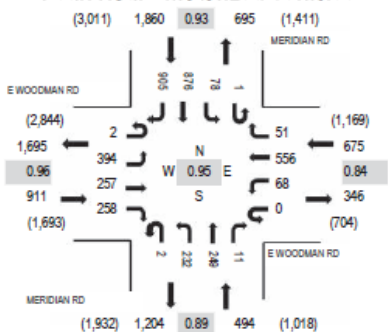 (3,011) 1,860 0.93 695 (1,411)
MERIDIAN RD
905 876 78 1
E WOODMAN RD
(2,844) (1,169)
2 51
1,695 675
394 556
N
0.96 W 0.95 E 0.84
257 68
S
911 346
258 0
(1,693) (704)
2 232 249 11
E WOODMAN RD
MERIDIAN RD
(1,932) 1,204 0.89 494 (1,018)